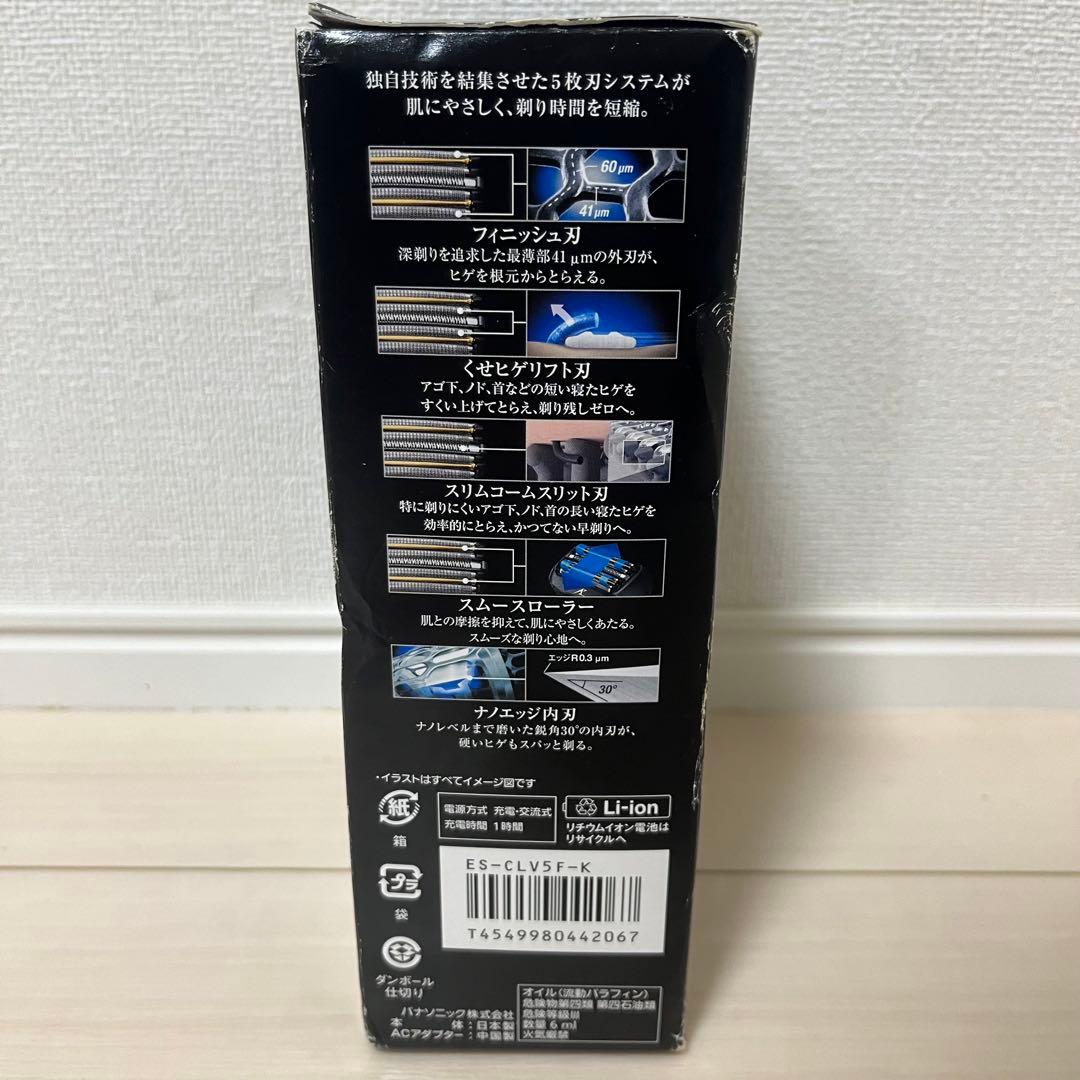 独自技術を結集させた5枚刃システムが
肌にやさしく、剃り時間を短縮。
60μm
41μm
フィニッシュ刃
深剃りを追求した最薄部41μmの外刃が、
ヒゲを根元からとらえる。
くせヒゲリフト刃
アゴ下、ノド、首などの短い寝たヒゲを
すくい上げてとらえ、剃り残しゼロへ。
スリムコームスリット刃
特に剃りにくいアゴ下、ノド、首の長い寝たヒゲを
効率的にとらえ、かつてない早剃りへ。
スムースローラー
肌との摩擦を抑えて、肌にやさしくあたる。
スムーズな剃り心地へ。
エッジR0.3μm
30°
ナノエッジ内刃
ナノレベルまで磨いた鋭角30°の内刃が、
硬いヒゲもスパッと剃る。
・イラストはすべてイメージ図です
紙
箱
電源方式 充電・交流式
充電時間 1時間
Li-ion
リチウムイオン電池は
リサイクルへ
プラ
袋
ES-CLV5F-K
T4549980442067
ダンボール
仕切り
パナソニック株式会社
本体:日本製
ACアダプター:中国製
オイル(流動パラフィン)
危険物第四類 第四石油類
危険等級Ⅲ
数量 6ml
火気厳禁